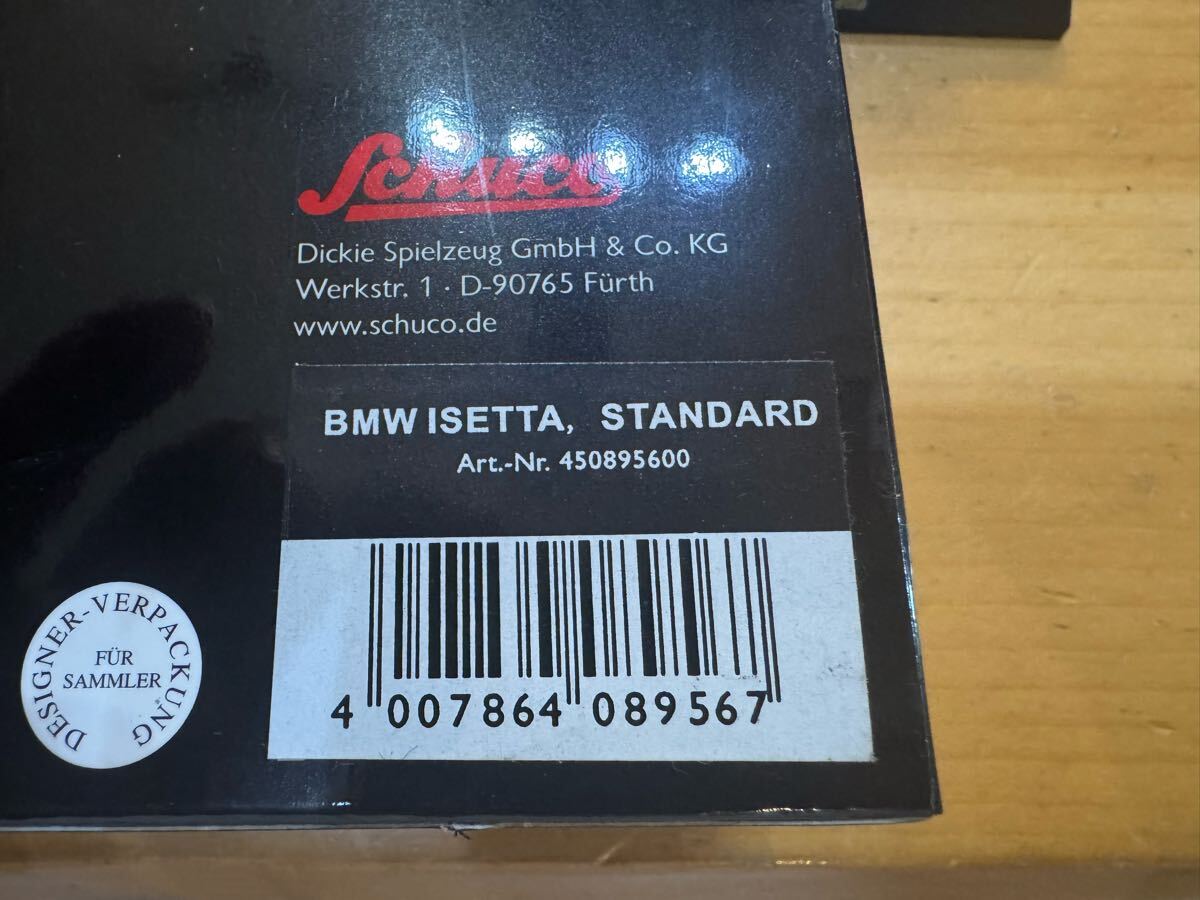 Schuco
Dickie Spielzeug GmbH & Co. KG
Werkstr. 1 · D-90765 Fürth
www.schuco.de
BMW ISETTA, STANDARD
Art.-Nr. 450895600
4 007864 089567
DESIGNER-VERPACKUNG
FÜR
SAMMLER